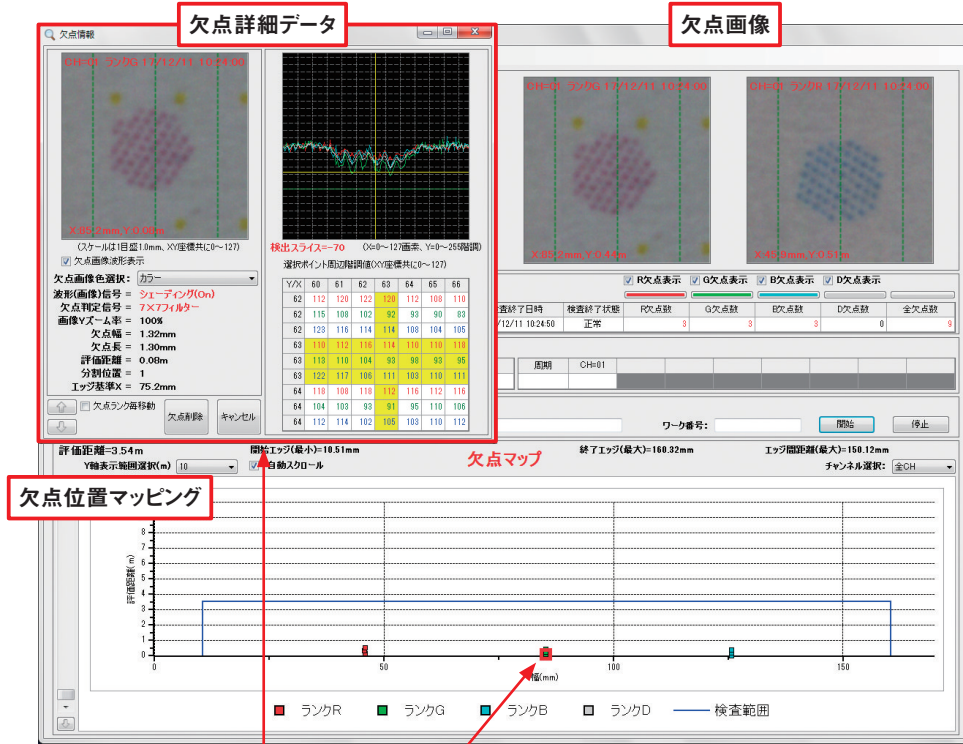 欠点詳細データ
欠点画像
欠点情報
CH=01 ランクG 17/12/11 10:24:00
X:85.2mm,Y:0.00m
(スケールは1目盛1.0mm、XY座標共に0～127)
欠点画像波形表示
欠点画像色選択： カラー
波形(画像)信号 = シェーディング(On)
欠点判定信号 = 7×7フィルター
画像Yズーム率 = 100%
欠点幅 = 1.32mm
欠点長 = 1.30mm
評価距離 = 0.08m
分割位置 = 1
エッジ基準X = 75.2mm
欠点ランク毎移動
欠点削除
キャンセル
検出スライス=-70 (X=0～127画素、Y=0～255階調)
選択ポイント周辺階調値(XY座標共に0～127)
Y/X 60 61 62 63 64 65 66
62 112 120 122 120 112 108 110
62 115 108 102 92 93 90 83
62 123 116 114 114 108 104 105
63 110 112 116 114 110 110 118
63 113 110 104 93 98 93 95
63 122 117 106 111 103 110 111
64 118 108 118 112 116 112 116
64 104 103 93 91 95 110 106
64 112 114 102 105 103 110 112
CH=01 ランクG 17/12/11 10:24:00
X:85.2mm,Y:0.44m
CH=01 ランクR 17/12/11 10:24:00
X:45.9mm,Y:0.51m
R欠点表示 G欠点表示 B欠点表示 D欠点表示
査終了日時 検査終了状態 R欠点数 G欠点数 B欠点数 D欠点数 全欠点数
/12/11 10:24:50 正常 3 3 3 0 9
周期 CH=01
ワーク番号：
開始
停止
評価距離=3.54m 開始エッジ(最小)=10.51mm 終了エッジ(最大)=160.32mm エッジ間距離(最大)=150.12mm
欠点マップ
Y軸表示範囲選択(m) 10 自動スクロール チャンネル選択： 全CH
欠点位置マッピング
評価距離(m)
8
7
6
5
4
3
2
1
0
0 50 100 150
幅(mm)
ランクR ランクG ランクB ランクD 検査範囲